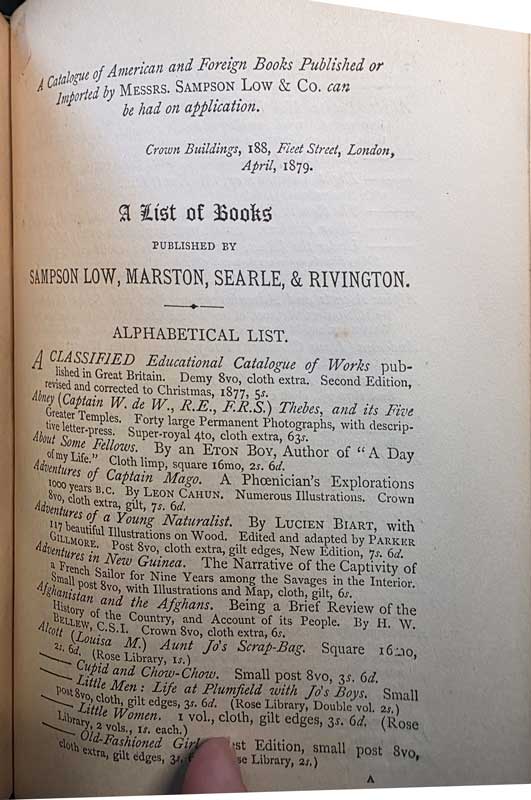 A Catalogue of American and Foreign Books Published or
Imported by MESSRS. SAMPSON LOW & CO. can
be had on application.
Crown Buildings, 188, Fleet Street, London,
April, 1879.
A List of Books
PUBLISHED BY
SAMPSON LOW, MARSTON, SEARLE, & RIVINGTON.
ALPHABETICAL LIST.
A CLASSIFIED Educational Catalogue of Works pub-
lished in Great Britain. Demy 8vo, cloth extra. Second Edition,
revised and corrected to Christmas, 1877, 5s.
Abney (Captain W. de W., R.E., F.R.S.) Thebes, and its Five
Greater Temples. Forty large Permanent Photographs, with descrip-
tive letter-press. Super-royal 4to, cloth extra, 63s.
About Some Fellows. By an ETON BOY, Author of "A Day
of my Life." Cloth limp, square 16mo, 2s. 6d.
Adventures of Captain Mago. A Phœnician's Explorations
1000 years B.C. By LEON CAHUN. Numerous Illustrations. Crown
8vo, cloth extra, gilt, 7s. 6d.
Adventures of a Young Naturalist. By LUCIEN BIART, with
117 beautiful Illustrations on Wood. Edited and adapted by PARKER
GILLMORE. Post 8vo, cloth extra, gilt edges, New Edition, 7s. 6d.
Adventures in New Guinea. The Narrative of the Captivity of
a French Sailor for Nine Years among the Savages in the Interior.
Small post 8vo, with Illustrations and Map, cloth, gilt, 6s.
Afghanistan and the Afghans. Being a Brief Review of the
History of the Country, and Account of its People. By H. W.
BELLEW, C.S.I. Crown 8vo, cloth extra, 6s.
Alcott (Louisa M.) Aunt Jo's Scrap-Bag. Square 16mo,
2s. 6d. (Rose Library, 1s.)
—— Cupid and Chow-Chow. Small post 8vo, 3s. 6d.
—— Little Men: Life at Plumfield with Jo's Boys. Small
post 8vo, cloth, gilt edges, 3s. 6d. (Rose Library, Double vol. 2s.)
—— Little Women. 1 vol., cloth, gilt edges, 3s. 6d. (Rose
Library, 2 vols., 1s. each.)
—— Old-Fashioned Edition, small post 8vo,
cloth extra, gilt edges, Library, 2s.)
A